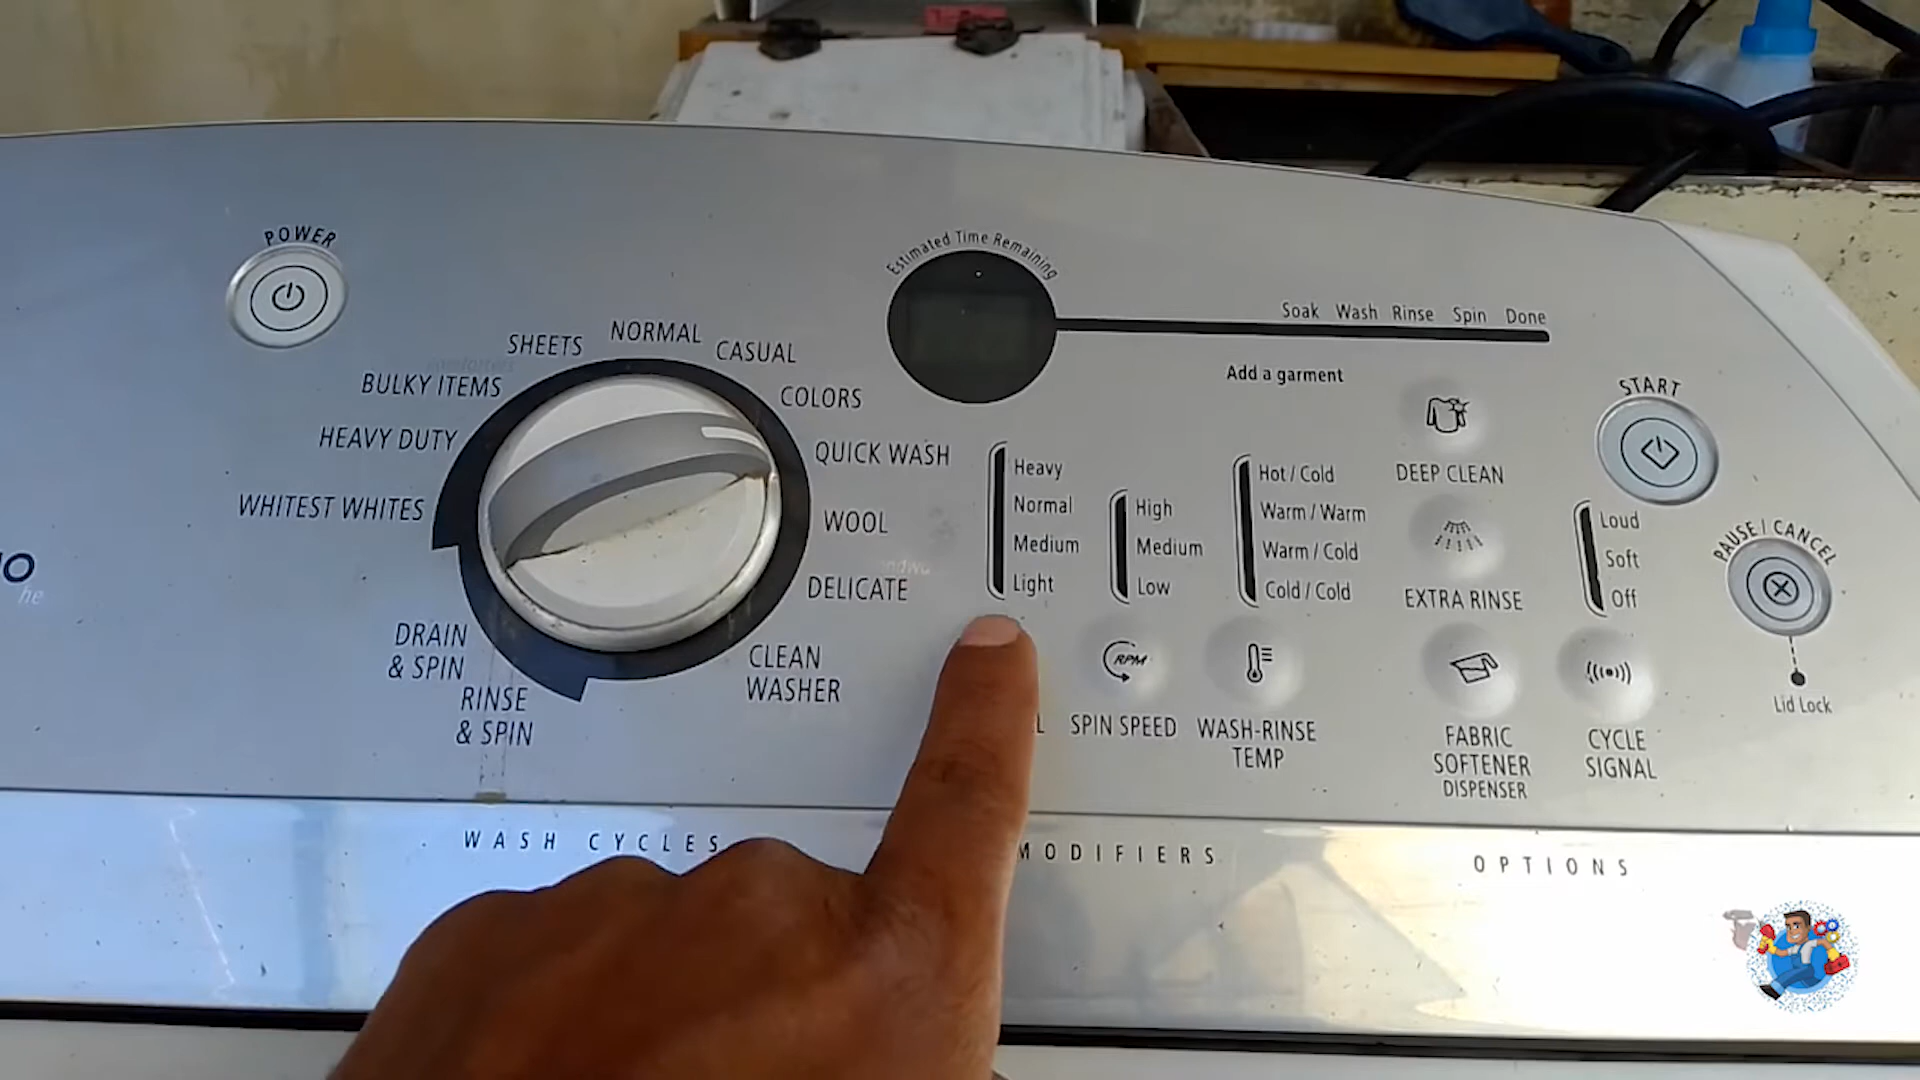 POWER
SHEETS
NORMAL
CASUAL
BULKY ITEMS
COLORS
HEAVY DUTY
QUICK WASH
WHITEST WHITES
WOOL
DELICATE
DRAIN
& SPIN
CLEAN
WASHER
RINSE
& SPIN
he
Estimated Time Remaining
Soak Wash Rinse Spin Done
Add a garment
Heavy
Normal
Medium
Light
High
Medium
Low
SPIN SPEED
Hot / Cold
Warm / Warm
Warm / Cold
Cold / Cold
WASH-RINSE
TEMP
DEEP CLEAN
EXTRA RINSE
RPM
FABRIC
SOFTENER
DISPENSER
Loud
Soft
Off
CYCLE
SIGNAL
START
PAUSE / CANCEL
Lid Lock
WASH CYCLES
MODIFIERS
OPTIONS